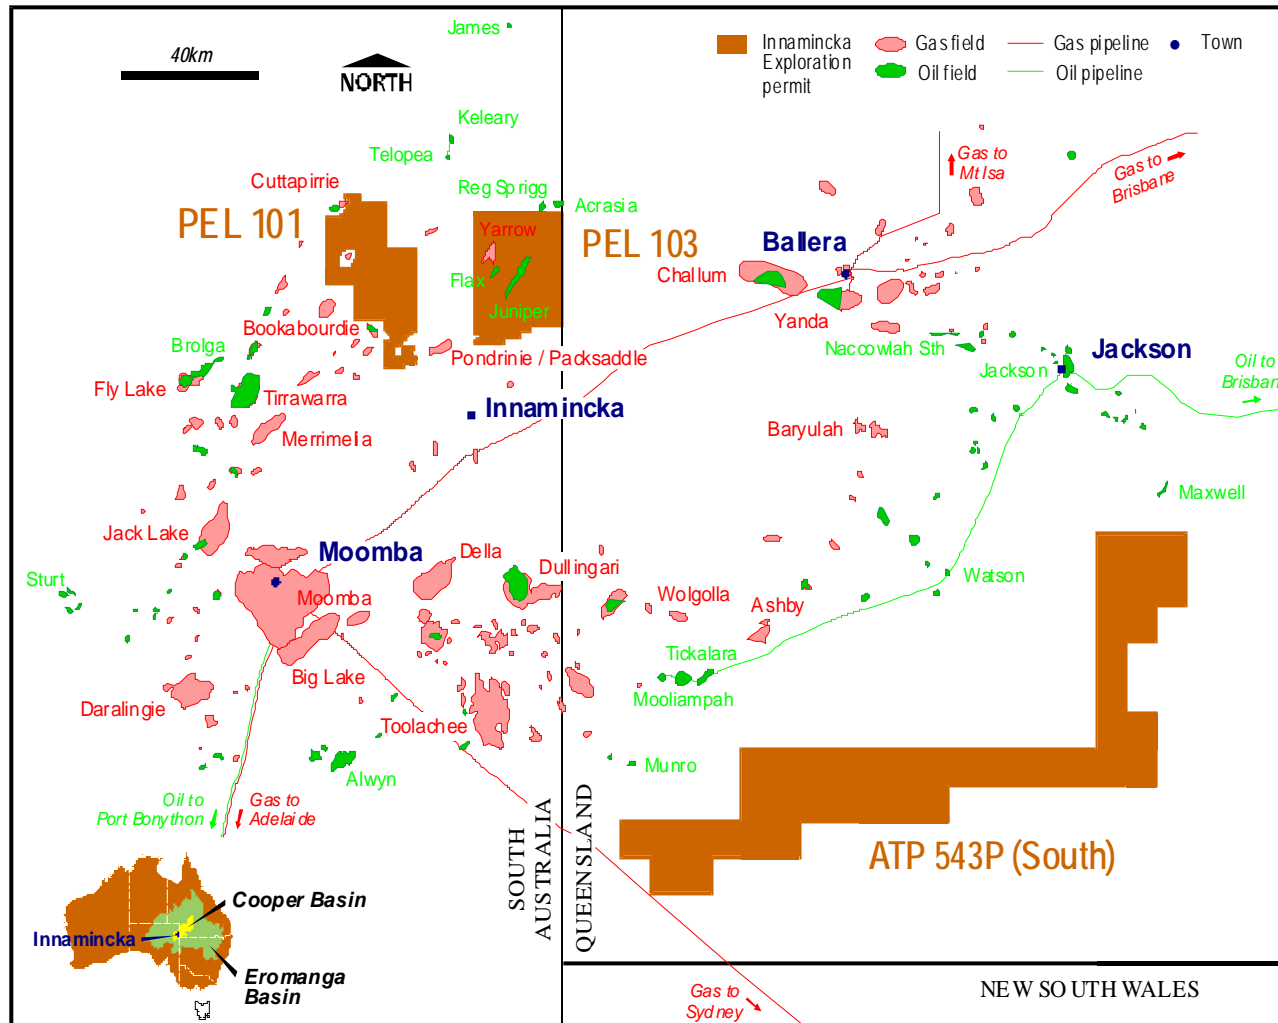 James
40km
NORTH
Innamincka
Exploration
permit
Gas field
Oil field
Gas pipeline
Oil pipeline
Town
Keleary
Telopea
Gas to
Mt Isa
Gas to
Brisbane
Cuttapirrie
Reg Sprigg
Acrasia
PEL 101
Yarrow
PEL 103
Ballera
Challum
Flax
Juniper
Yanda
Bookabourdie
Brolga
Pondrinie / Packsaddle
Naccowlah Sth
Jackson
Jackson
Fly Lake
Tirrawarra
Oil to
Brisban
Innamincka
Merrimelia
Baryulah
Maxwell
Jack Lake
Moomba
Della
Dullingari
Sturt
Moomba
Watson
Wolgolla
Ashby
Big Lake
Tickalara
Mooliampah
Daralingie
Toolachee
Munro
Alwyn
Oil to
Port Bonython
Gas to
Adelaide
SOUTH
AUSTRALIA
QUEENSLAND
ATP 543P (South)
Cooper Basin
Innamincka
Eromanga
Basin
Gas to
Sydney
NEW SOUTH WALES